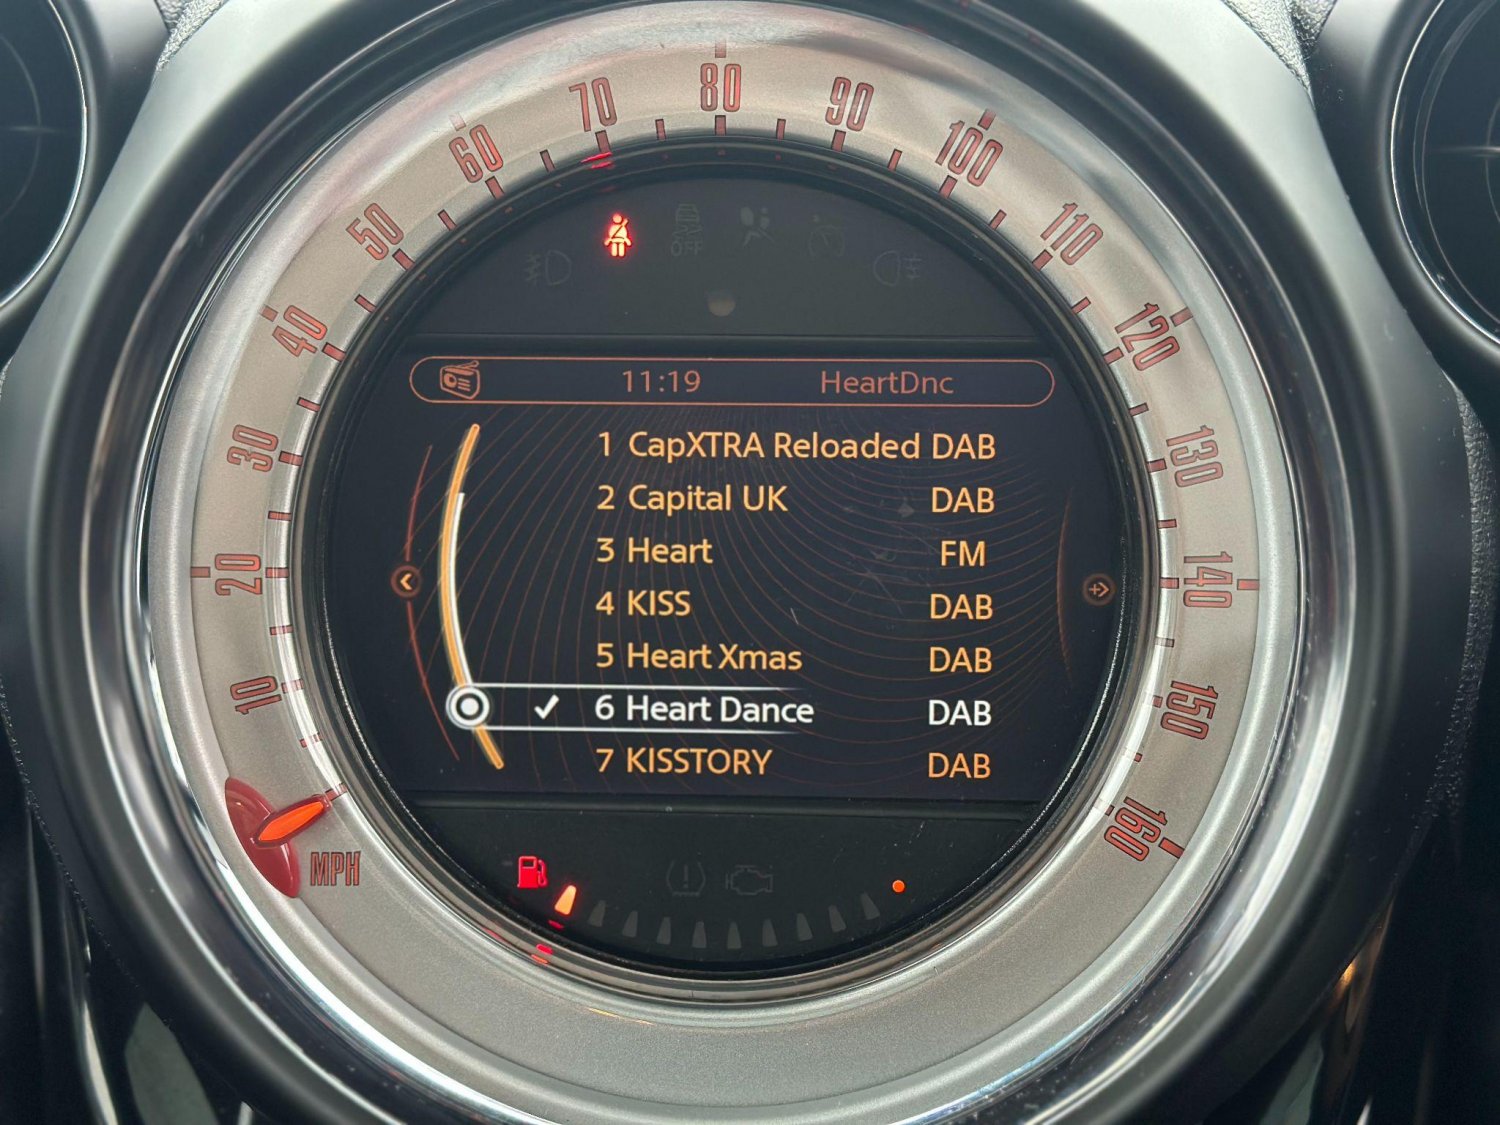 80
70
90
60
100
50
110
OFF
40
120
11:19 HeartDnc
1 CapXTRA Reloaded DAB
30
130
2 Capital UK DAB
3 Heart FM
20
140
4 KISS DAB
5 Heart Xmas DAB
10
150
6 Heart Dance DAB
7 KISSTORY DAB
160
MPH